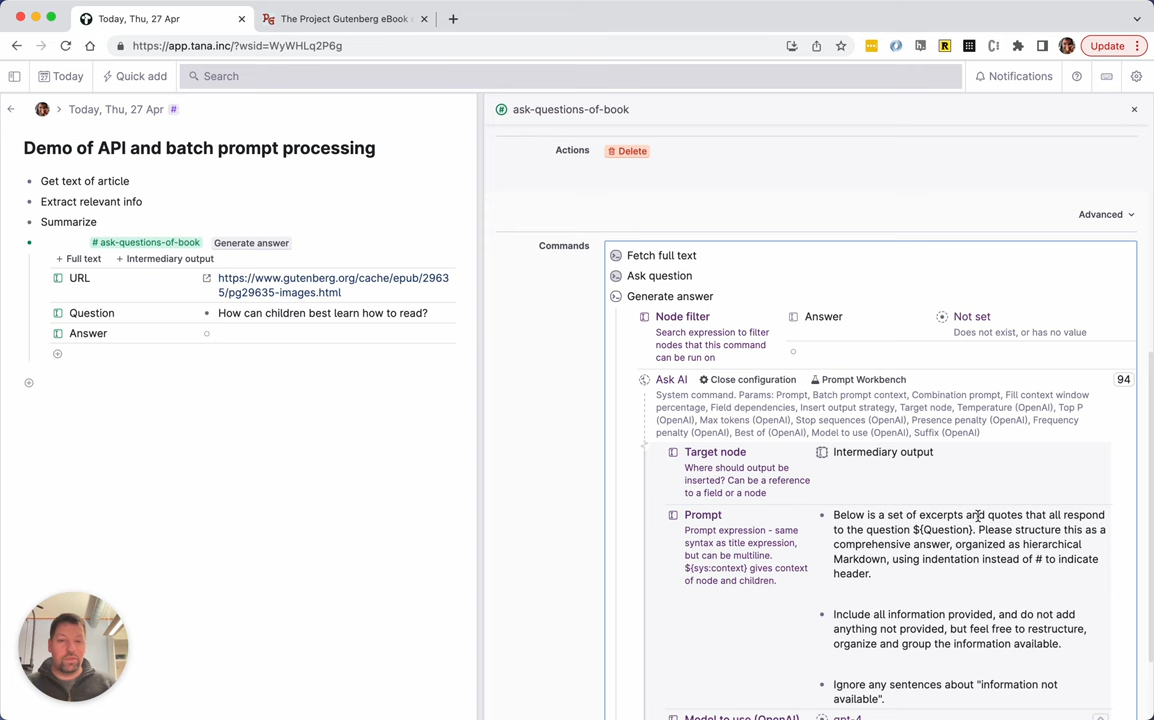 Today, Thu, 27 Apr
The Project Gutenberg eBook
https://app.tana.inc/?wsid=WyWHLq2P6g
Update
Today
Quick add
Search
Notifications
Today, Thu, 27 Apr #
Demo of API and batch prompt processing
Get text of article
Extract relevant info
Summarize
# ask-questions-of-book Generate answer
+ Full text + Intermediary output
URL
https://www.gutenberg.org/cache/epub/2963
5/pg29635-images.html
Question
How can children best learn how to read?
Answer
ask-questions-of-book
Actions
Delete
Advanced
Commands
Fetch full text
Ask question
Generate answer
Node filter
Search expression to filter
nodes that this command
can be run on
Answer
Not set
Does not exist, or has no value
Ask AI Close configuration Prompt Workbench
94
System command. Params: Prompt, Batch prompt context, Combination prompt, Fill context window
percentage, Field dependencies, Insert output strategy, Target node, Temperature (OpenAI), Top P
(OpenAI), Max tokens (OpenAI), Stop sequences (OpenAI), Presence penalty (OpenAI), Frequency
penalty (OpenAI), Best of (OpenAI), Model to use (OpenAI), Suffix (OpenAI)
Target node
Where should output be
inserted? Can be a reference
to a field or a node
Intermediary output
Prompt
Prompt expression - same
syntax as title expression,
but can be multiline.
${sys:context} gives context
of node and children.
Below is a set of excerpts and quotes that all respond
to the question ${Question}. Please structure this as a
comprehensive answer, organized as hierarchical
Markdown, using indentation instead of # to indicate
header.
Include all information provided, and do not add
anything not provided, but feel free to restructure,
organize and group the information available.
Ignore any sentences about "information not
available".
Model to use (OpenAI)
gpt-4